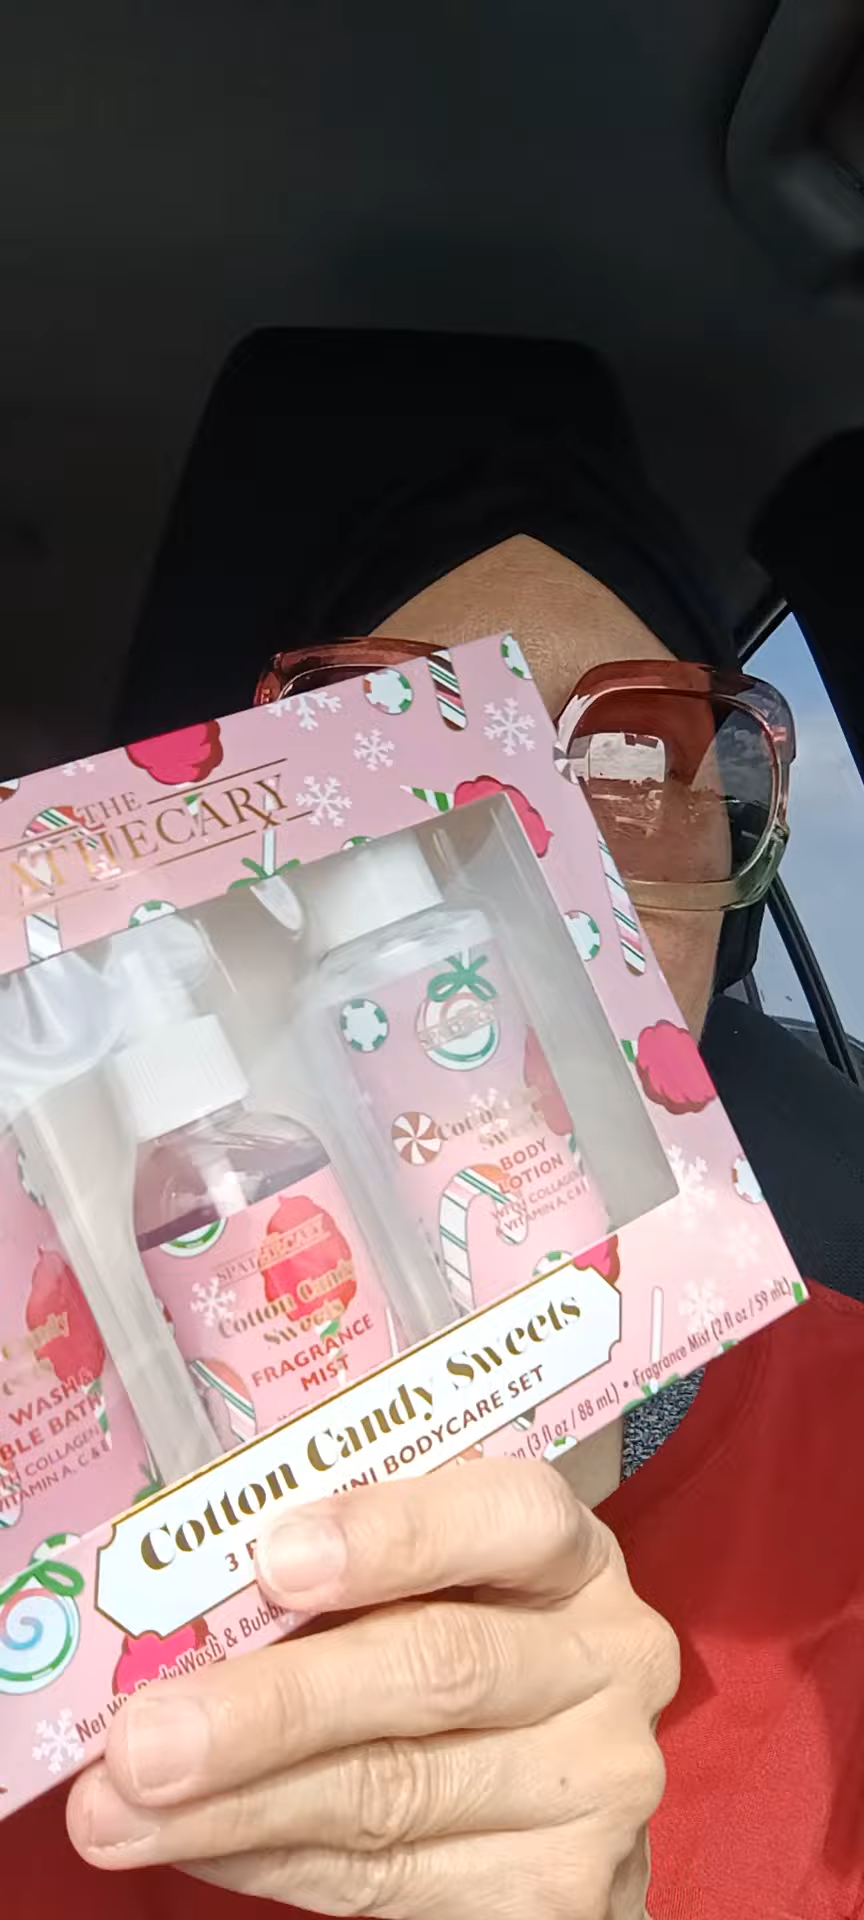 THE
ATHECARY
Cotton Candy
Sweets
BODY
LOTION
WITH COLLAGEN
VITAMIN A, C & E
SPATHECARY
Cotton Candy
Sweets
FRAGRANCE
MIST
WASH &
BLE BATH
COLLAGEN
VITAMIN A, C & E
Cotton Candy Sweets
3 MINI BODYCARE SET
Net Wt. Body Wash & Bubb (3 fl oz / 88 mL) • Fragrance Mist (2 fl oz / 59 mL)